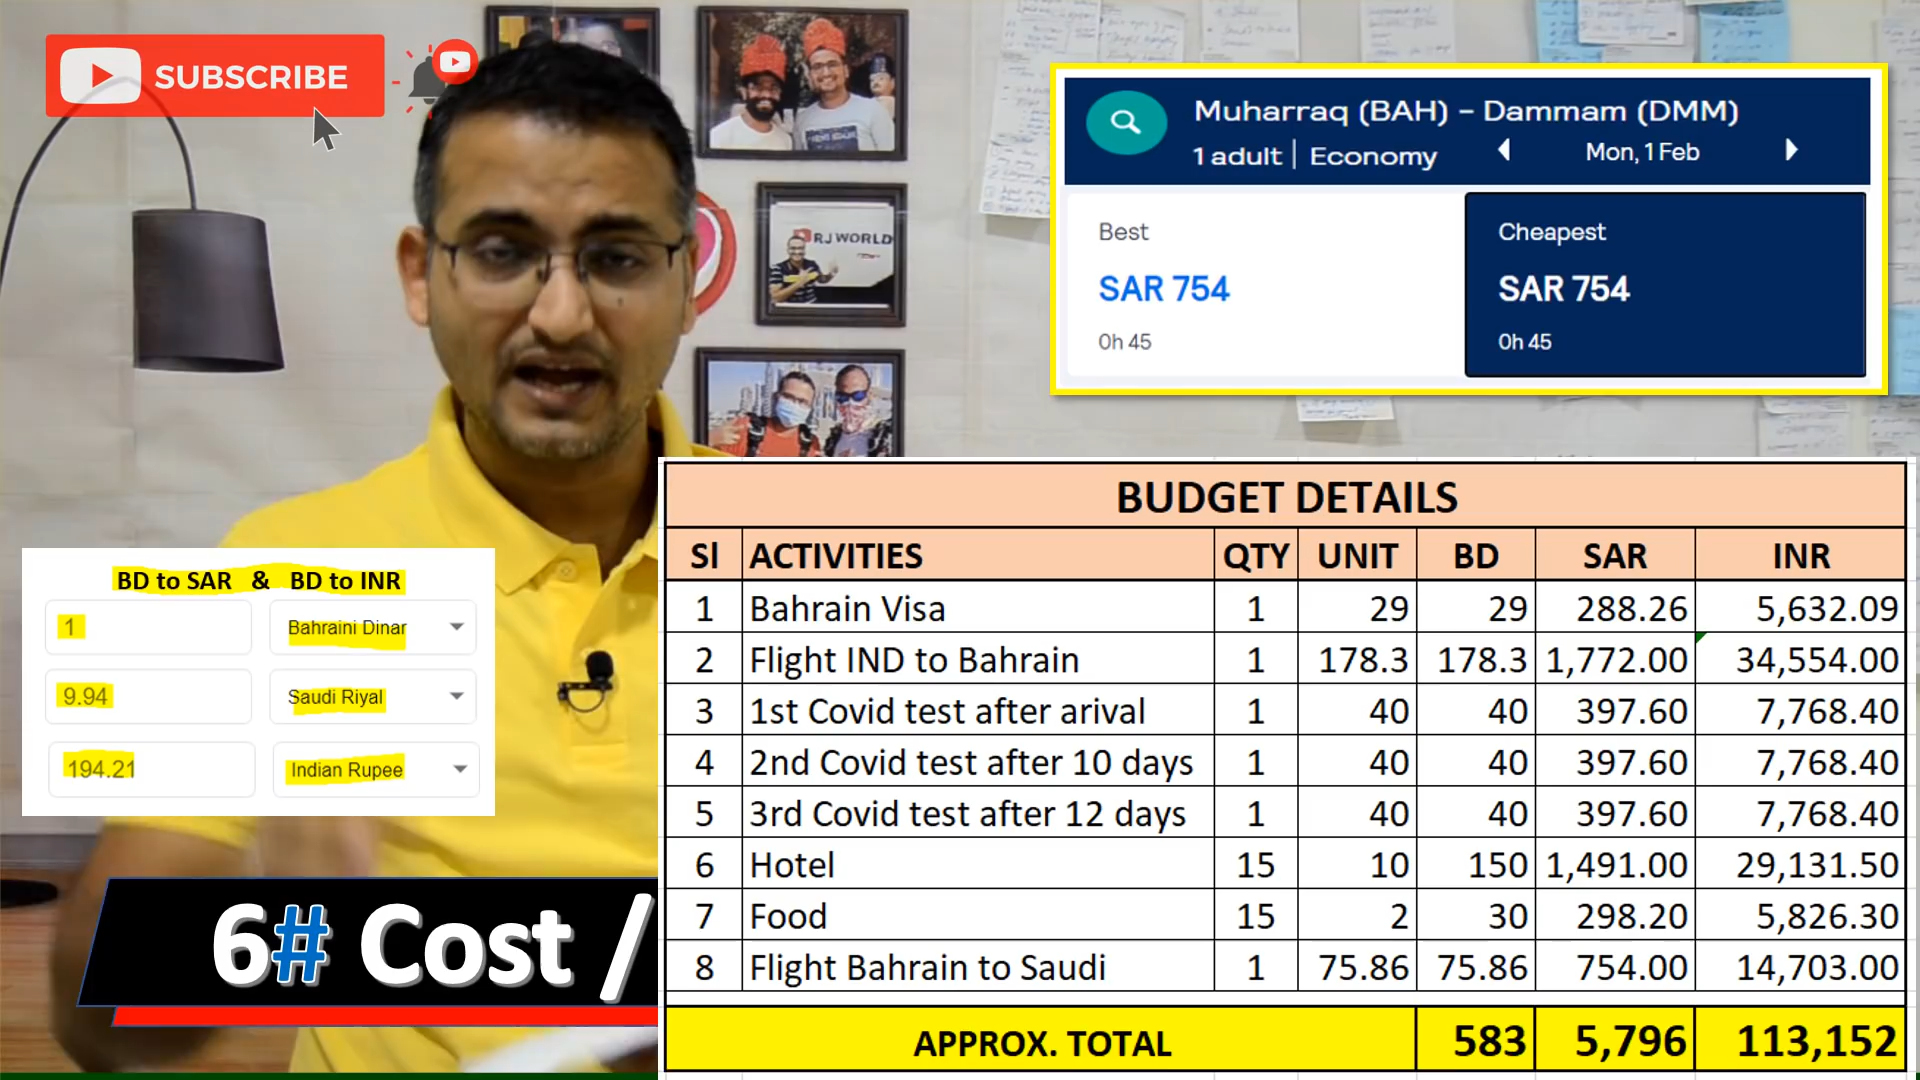 SUBSCRIBE
RJ WORLD
Muharraq (BAH) – Dammam (DMM)
1 adult | Economy
Mon, 1 Feb
Best
SAR 754
0h 45
Cheapest
SAR 754
0h 45
BD to SAR & BD to INR
1 Bahraini Dinar
9.94 Saudi Riyal
194.21 Indian Rupee
6# Cost /
BUDGET DETAILS
Sl ACTIVITIES QTY UNIT BD SAR INR
1 Bahrain Visa 1 29 29 288.26 5,632.09
2 Flight IND to Bahrain 1 178.3 178.3 1,772.00 34,554.00
3 1st Covid test after arival 1 40 40 397.60 7,768.40
4 2nd Covid test after 10 days 1 40 40 397.60 7,768.40
5 3rd Covid test after 12 days 1 40 40 397.60 7,768.40
6 Hotel 15 10 150 1,491.00 29,131.50
7 Food 15 2 30 298.20 5,826.30
8 Flight Bahrain to Saudi 1 75.86 75.86 754.00 14,703.00
APPROX. TOTAL 583 5,796 113,152